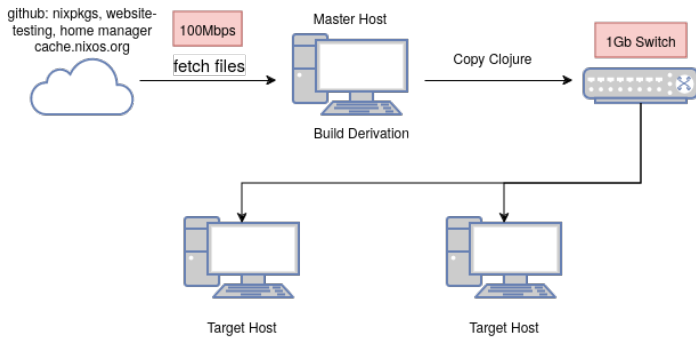 github: nixpkgs, website-
testing, home manager
cache.nixos.org
100Mbps
fetch files
Master Host
Build Derivation
Copy Clojure
1Gb Switch
Target Host
Target Host